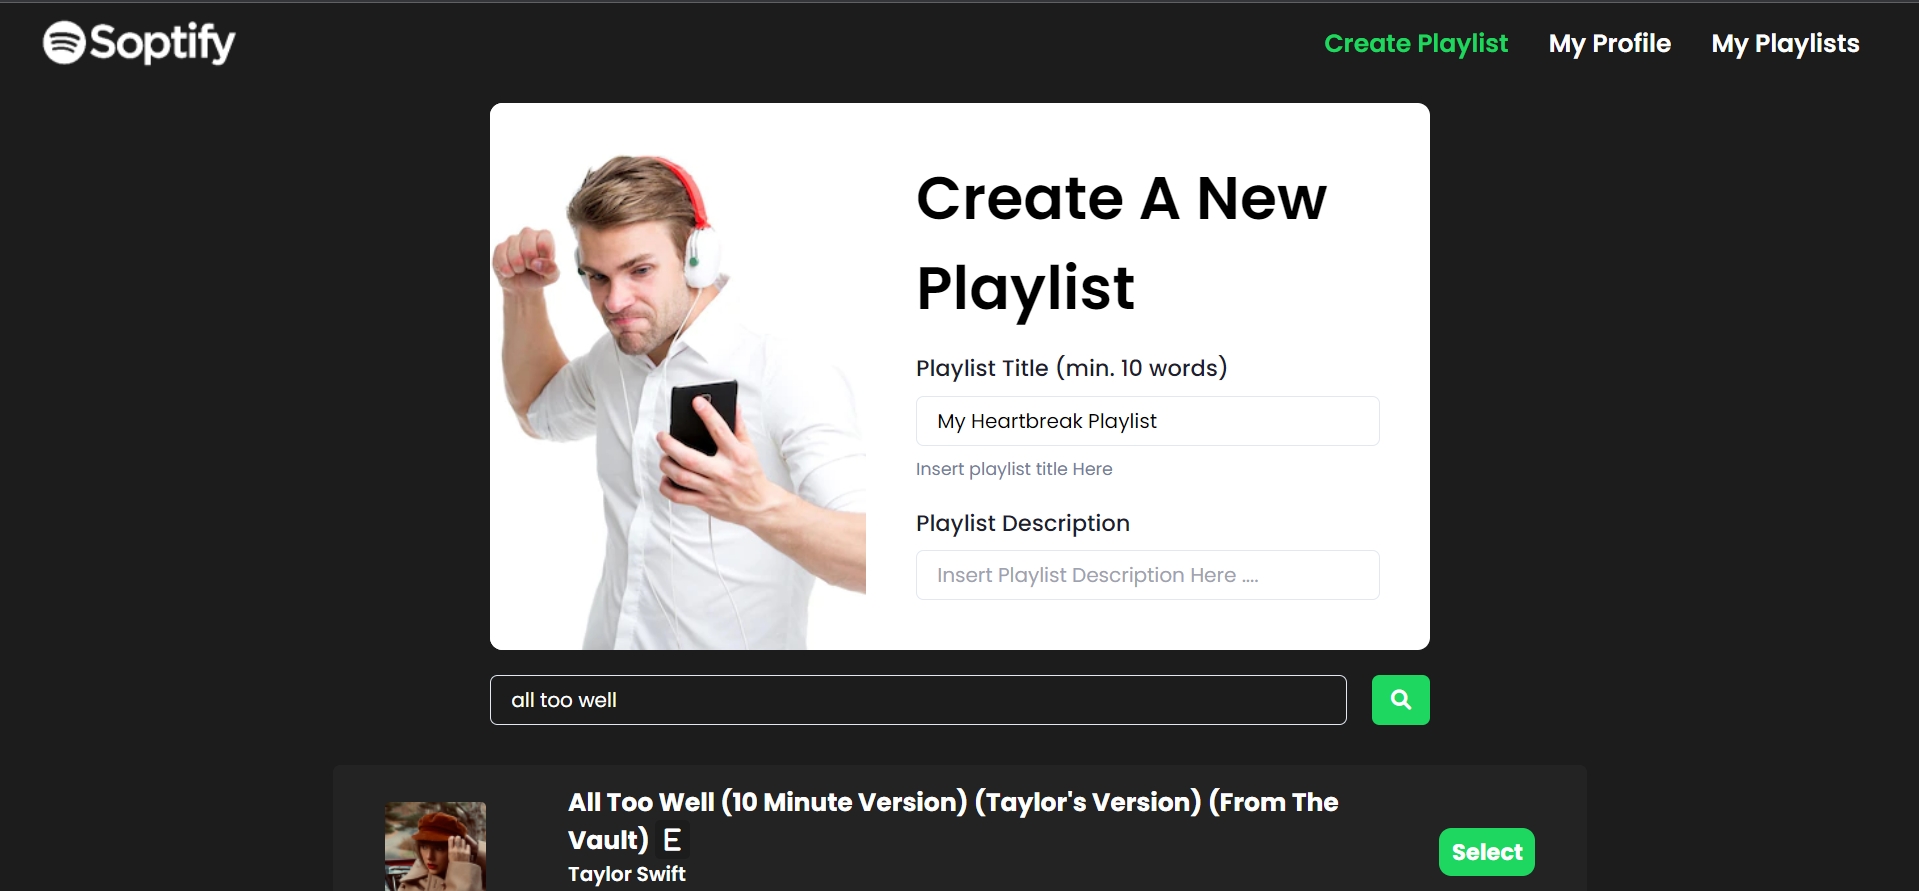 Soptify
Create Playlist
My Profile
My Playlists
Create A New
Playlist
Playlist Title (min. 10 words)
My Heartbreak Playlist
Insert playlist title Here
Playlist Description
Insert Playlist Description Here ....
all too well
All Too Well (10 Minute Version) (Taylor's Version) (From The
Vault) E
Taylor Swift
Select